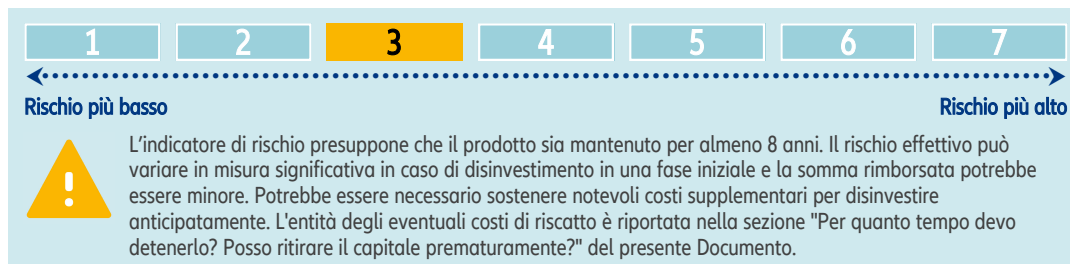 1 2 3 4 5 6 7
Rischio più basso Rischio più alto
L'indicatore di rischio presuppone che il prodotto sia mantenuto per almeno 8 anni. Il rischio effettivo può
variare in misura significativa in caso di disinvestimento in una fase iniziale e la somma rimborsata potrebbe
essere minore. Potrebbe essere necessario sostenere notevoli costi supplementari per disinvestire
anticipatamente. L'entità degli eventuali costi di riscatto è riportata nella sezione "Per quanto tempo devo
detenerlo? Posso ritirare il capitale prematuramente?" del presente Documento.